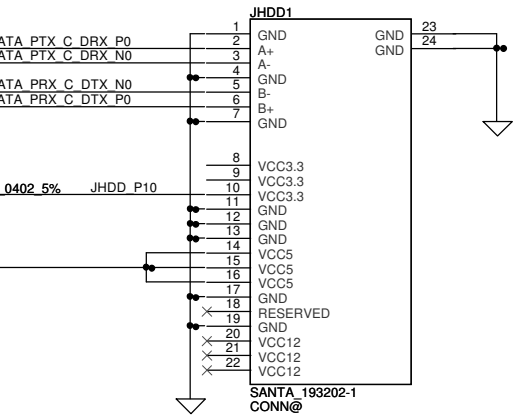 JHDD1
1 GND GND 23
ATA_PTX_C_DRX_P0 2 A+ GND 24
ATA_PTX_C_DRX_N0 3 A-
4 GND
ATA_PRX_C_DTX_N0 5 B-
ATA_PRX_C_DTX_P0 6 B+
7 GND
8 VCC3.3
9 VCC3.3
_0402_5% JHDD_P10 10 VCC3.3
11 GND
12 GND
13 GND
14 VCC5
15 VCC5
16 VCC5
17 GND
18 RESERVED
19 GND
20 VCC12
21 VCC12
22 VCC12
SANTA_193202-1
CONN@